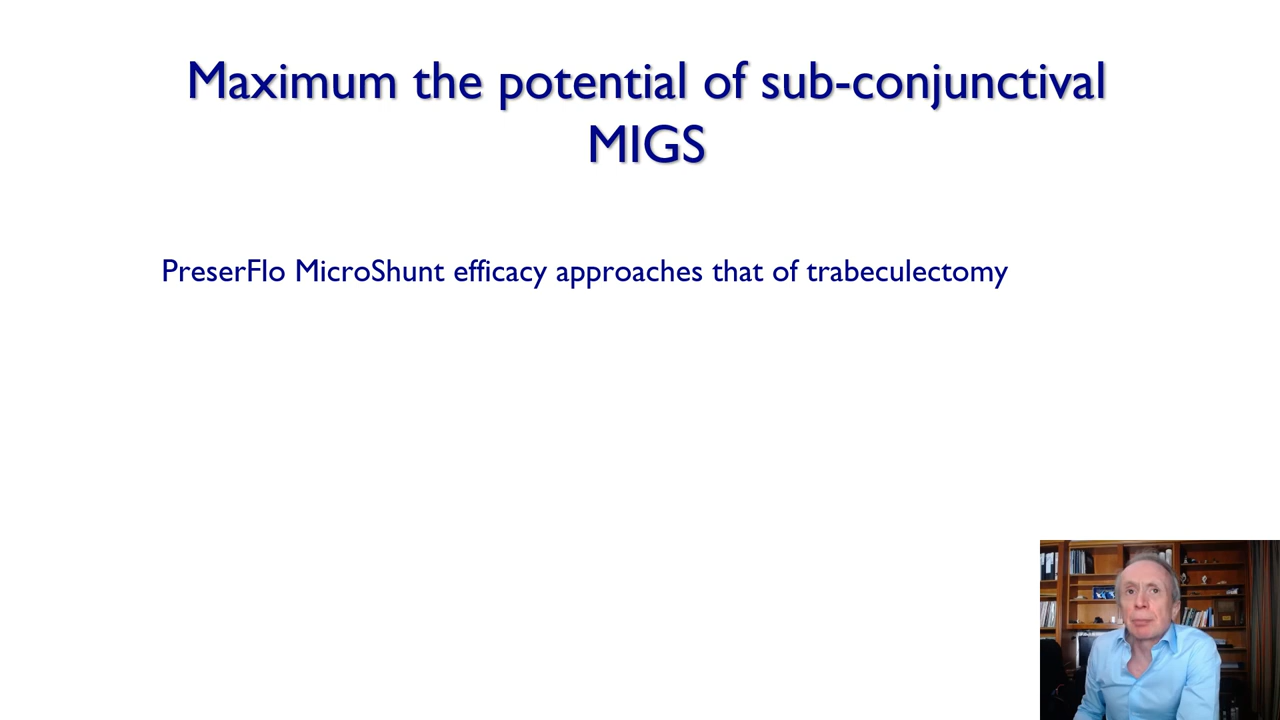 Maximum the potential of sub-conjunctival
MIGS
PreserFlo MicroShunt efficacy approaches that of trabeculectomy